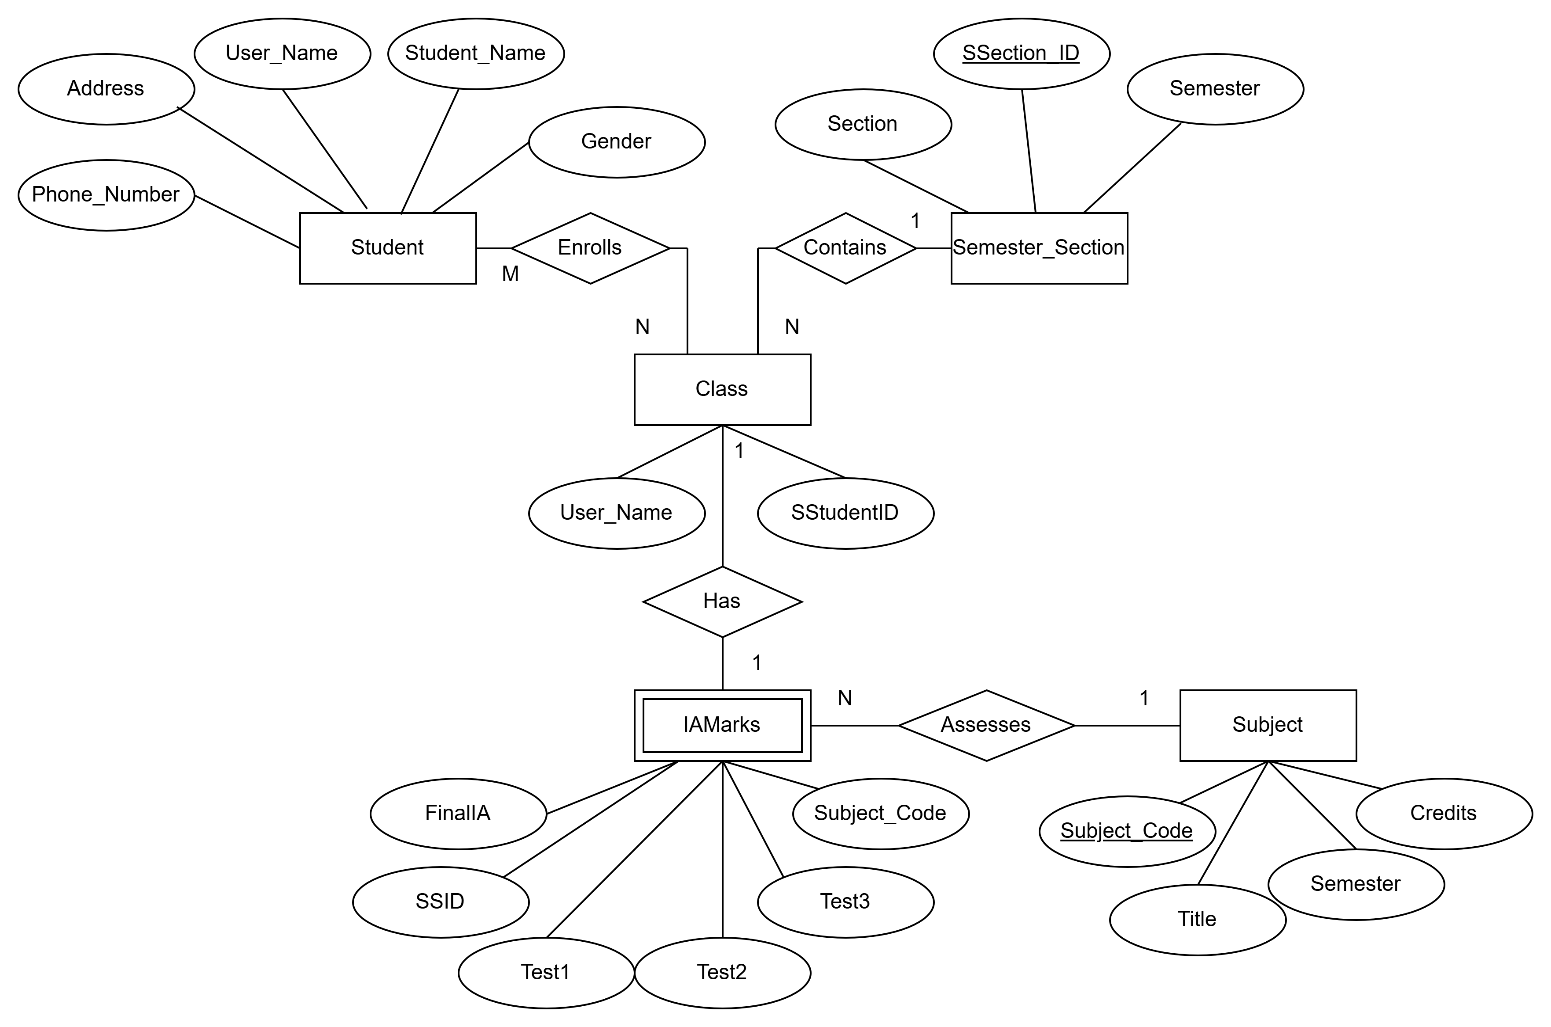 User_Name
Student_Name
SSection_ID
Address
Semester
Section
Gender
Phone_Number
1
Student
Enrolls
Contains
Semester_Section
M
N
N
Class
1
User_Name
SStudentID
Has
1
N
1
IAMarks
Assesses
Subject
FinalIA
Subject_Code
Credits
Subject_Code
Semester
SSID
Test3
Title
Test1
Test2